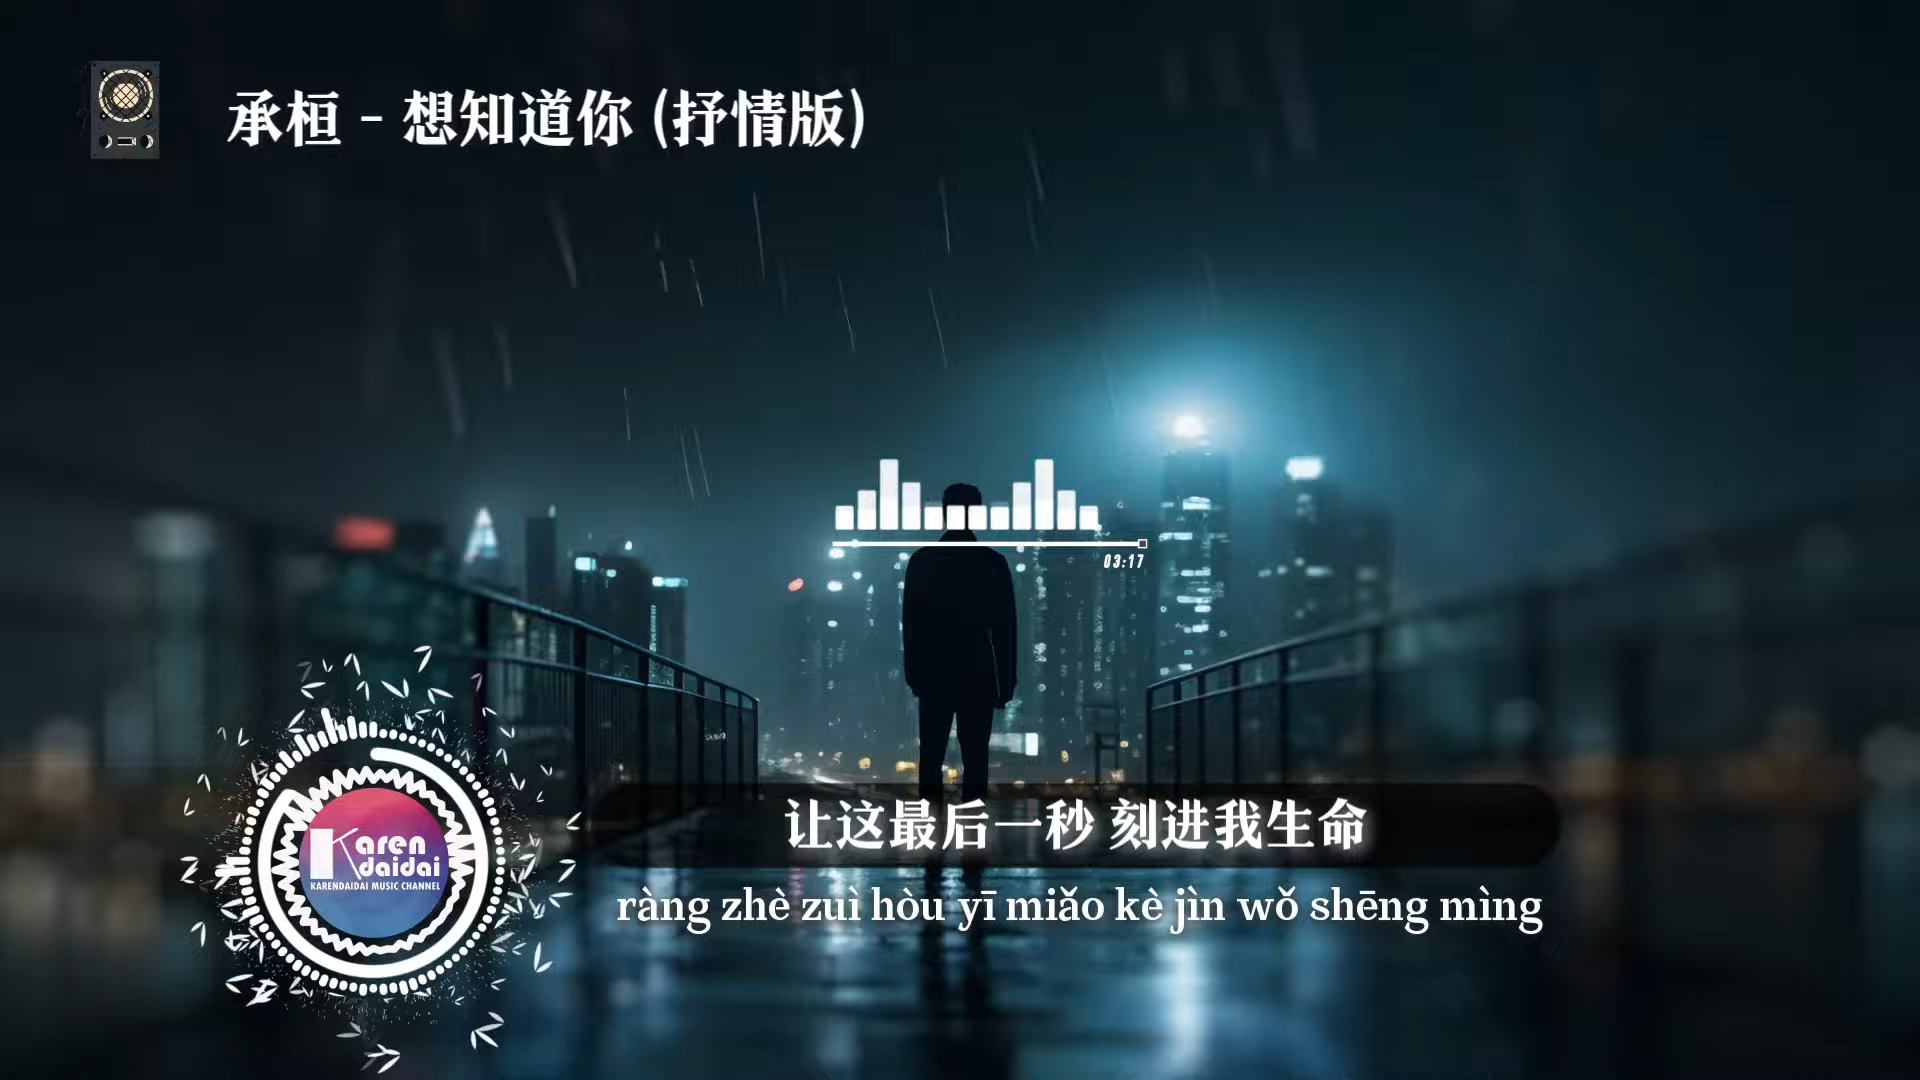 承桓 - 想知道你 (抒情版)
03:17
Karen
daidai
KARENDAIDAI MUSIC CHANNEL
让这最后一秒 刻进我生命
ràng zhè zuì hòu yī miǎo kè jìn wǒ shēng mìng